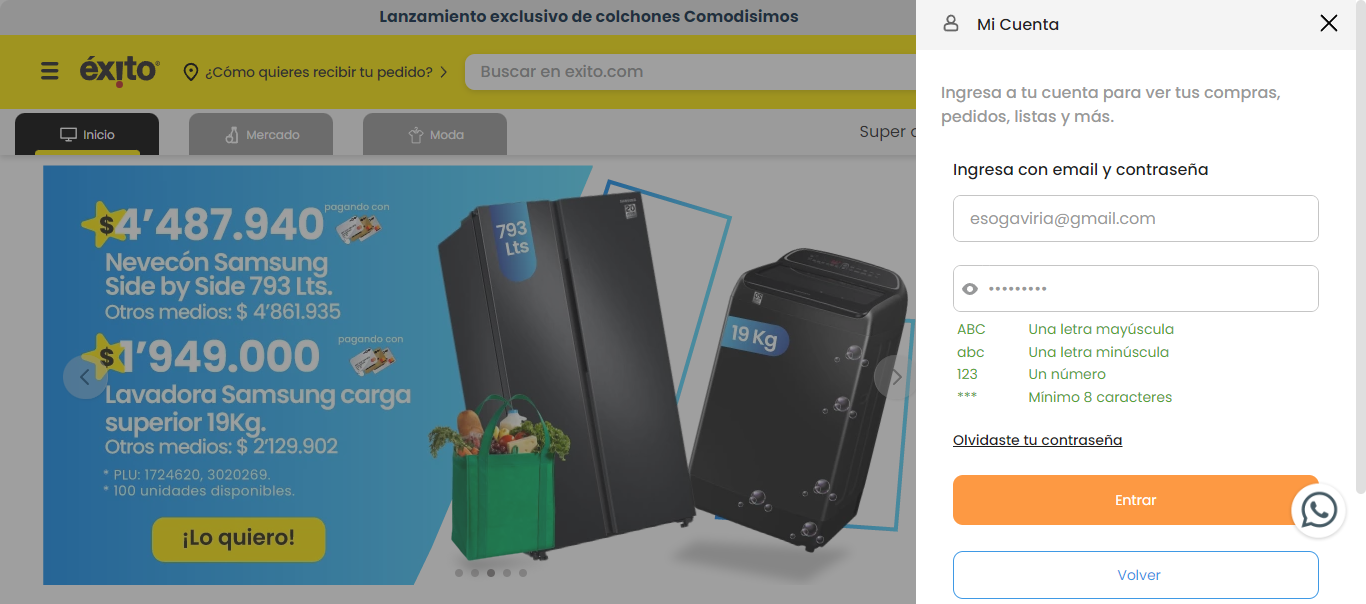 Lanzamiento exclusivo de colchones Comodisimos
éxito
¿Cómo quieres recibir tu pedido?
Buscar en exito.com
Inicio
Mercado
Moda
Super
$4'487.940
pagando con
Nevecón Samsung
Side by Side 793 Lts.
Otros medios: $ 4'861.935
$1'949.000
pagando con
Lavadora Samsung carga
superior 19Kg.
Otros medios: $ 2'129.902
* PLU: 1724620, 3020269.
* 100 unidades disponibles.
¡Lo quiero!
793
Lts
19 Kg
Mi Cuenta
Ingresa a tu cuenta para ver tus compras,
pedidos, listas y más.
Ingresa con email y contraseña
esogaviria@gmail.com
•••••••••
ABC Una letra mayúscula
abc Una letra minúscula
123 Un número
*** Mínimo 8 caracteres
Olvidaste tu contraseña
Entrar
Volver